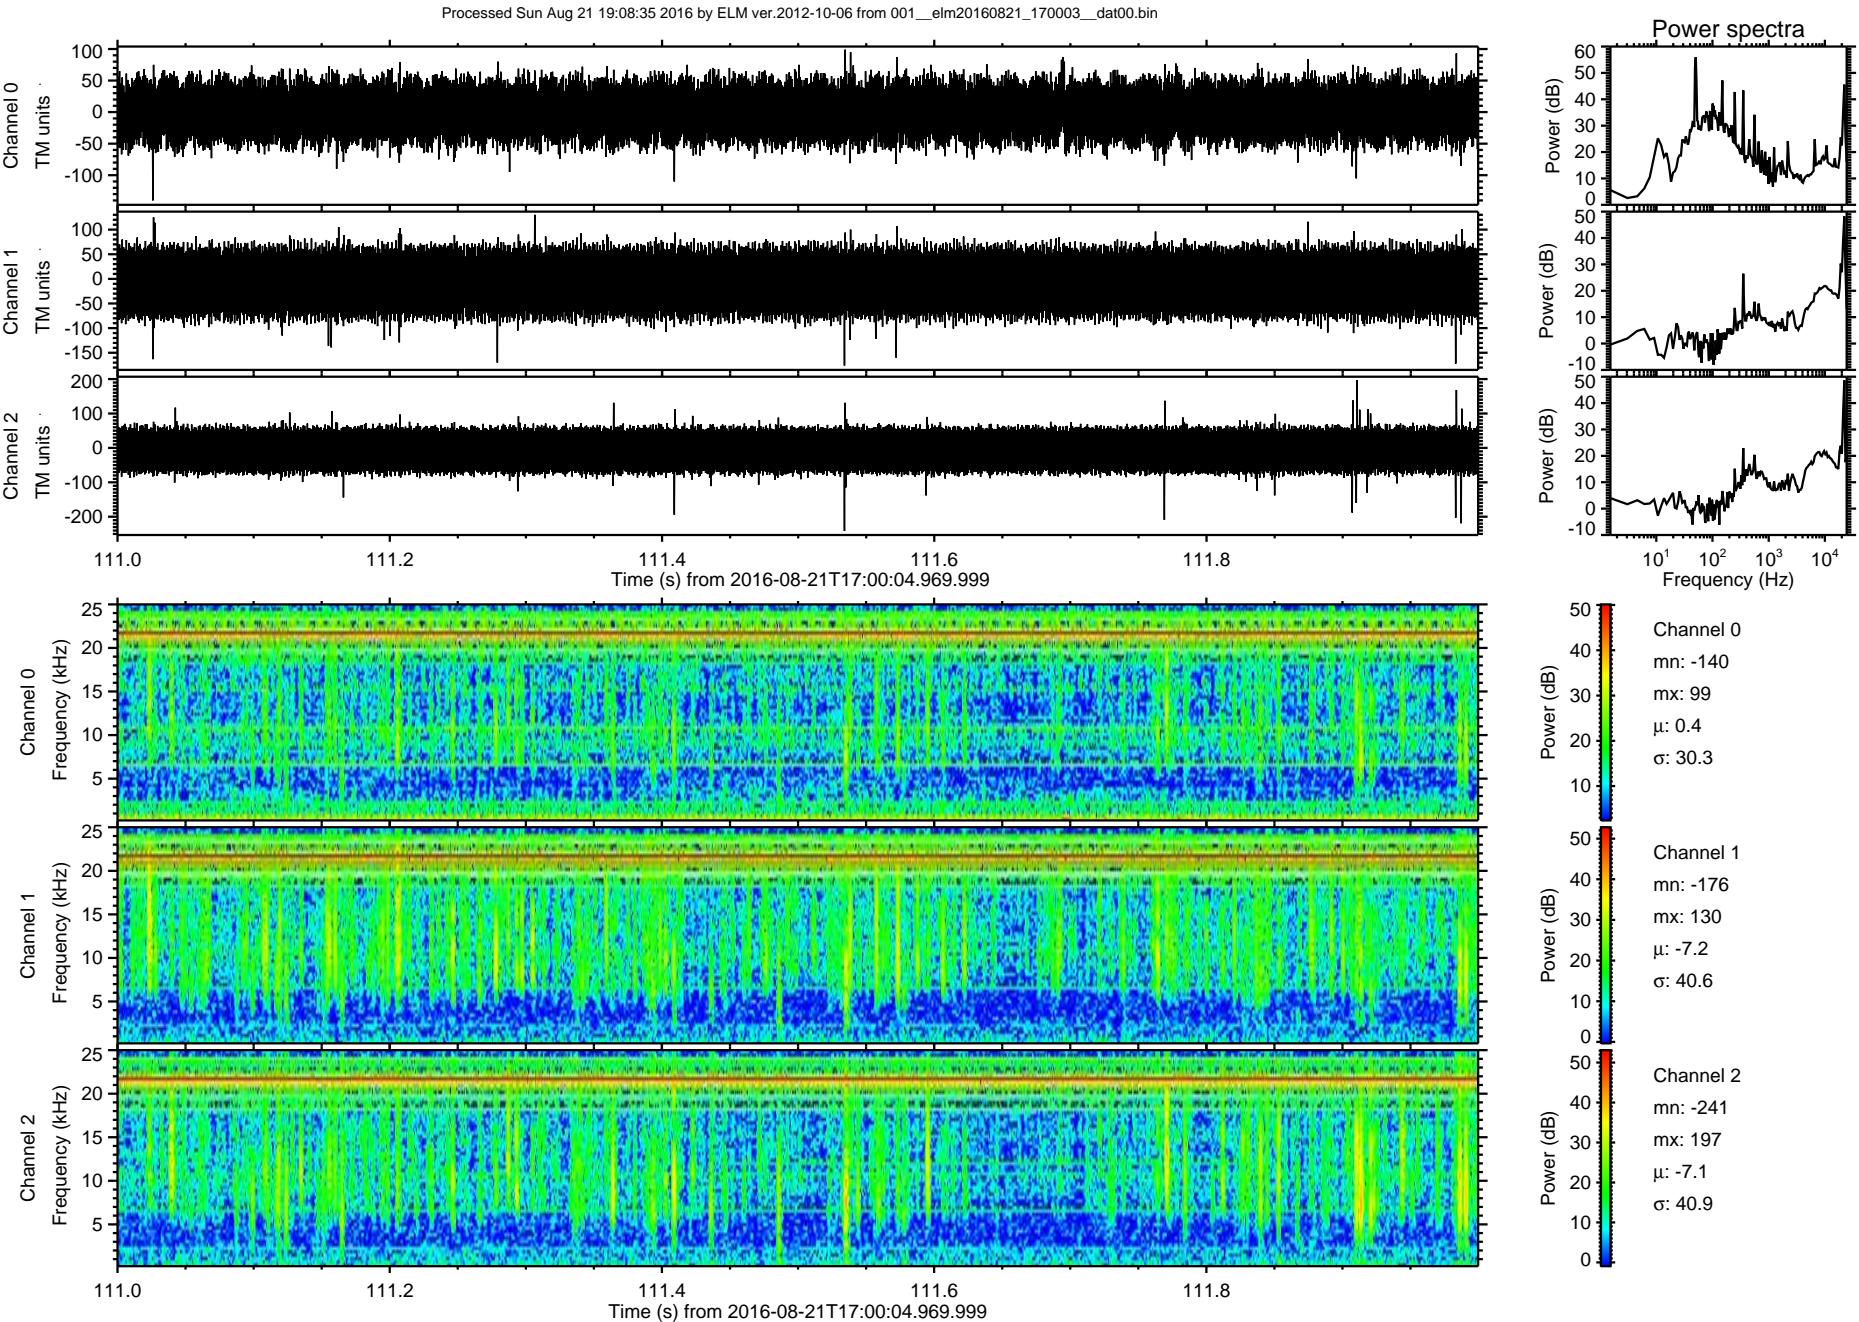 Processed Sun Aug 21 19:08:35 2016 by ELM ver.2012-10-06 from 001__elm20160821_170003__dat00.bin
Power spectra
Channel 0
TM units
100
50
0
-50
-100
Power (dB)
60
50
40
30
20
10
0
Channel 1
TM units
100
50
0
-50
-100
-150
Power (dB)
50
40
30
20
10
0
-10
Channel 2
TM units
200
100
0
-100
-200
Power (dB)
50
40
30
20
10
0
-10
111.0 111.2 111.4 111.6 111.8
Time (s) from 2016-08-21T17:00:04.969.999
10¹ 10² 10³ 10⁴
Frequency (Hz)
Channel 0
Frequency (kHz)
25
20
15
10
5
Power (dB)
50
40
30
20
10
Channel 0
mn: -140
mx: 99
μ: 0.4
σ: 30.3
Channel 1
Frequency (kHz)
25
20
15
10
5
Power (dB)
50
40
30
20
10
0
Channel 1
mn: -176
mx: 130
μ: -7.2
σ: 40.6
Channel 2
Frequency (kHz)
25
20
15
10
5
Power (dB)
50
40
30
20
10
0
Channel 2
mn: -241
mx: 197
μ: -7.1
σ: 40.9
111.0 111.2 111.4 111.6 111.8
Time (s) from 2016-08-21T17:00:04.969.999